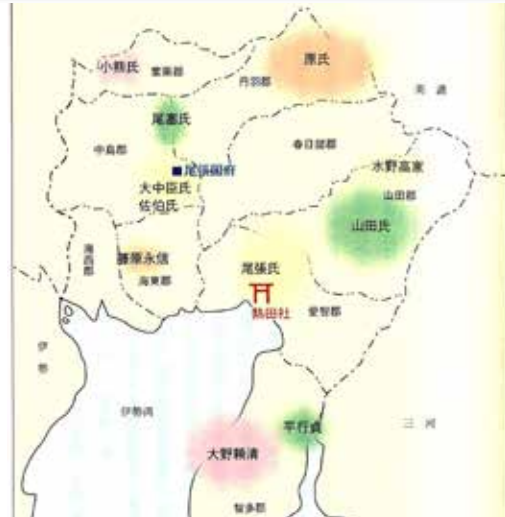 小熊氏
葉栗郡
原氏
丹羽郡
美濃
尾塞氏
中島郡
春日部郡
尾張国府
水野高家
大中臣氏
佐伯氏
山田郡
山田氏
海西郡
藤原永信
海東郡
尾張氏
熱田社
愛智郡
伊勢
伊勢湾
三河
平行貞
大野頼清
智多郡